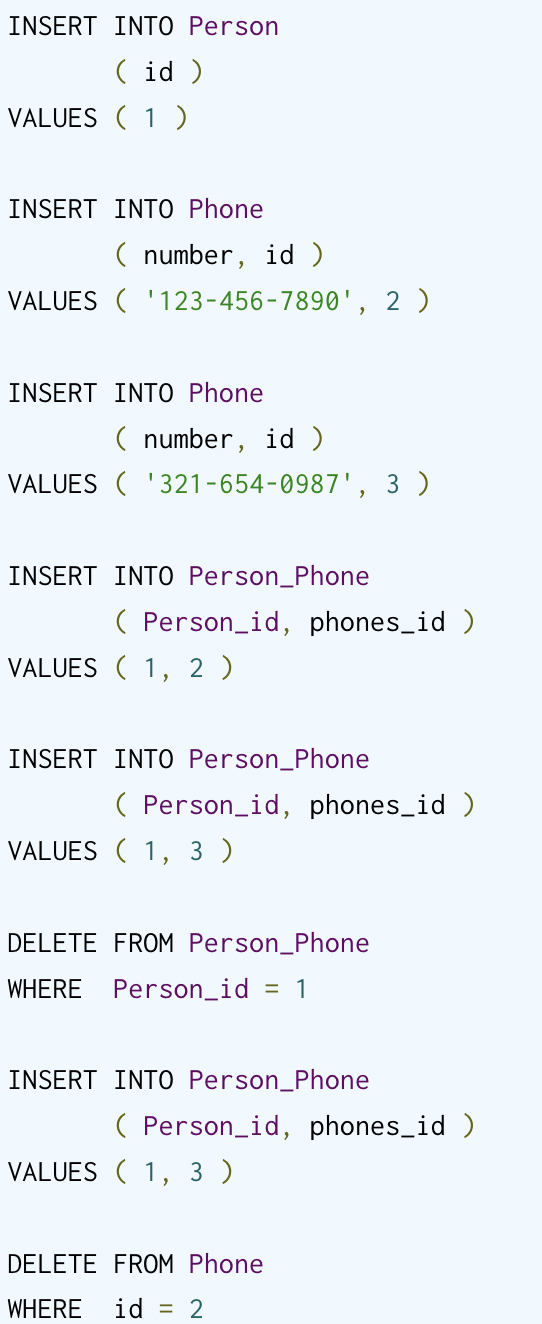 INSERT INTO Person
( id )
VALUES ( 1 )
INSERT INTO Phone
( number, id )
VALUES ( '123-456-7890', 2 )
INSERT INTO Phone
( number, id )
VALUES ( '321-654-0987', 3 )
INSERT INTO Person_Phone
( Person_id, phones_id )
VALUES ( 1, 2 )
INSERT INTO Person_Phone
( Person_id, phones_id )
VALUES ( 1, 3 )
DELETE FROM Person_Phone
WHERE  Person_id = 1
INSERT INTO Person_Phone
( Person_id, phones_id )
VALUES ( 1, 3 )
DELETE FROM Phone
WHERE  id = 2